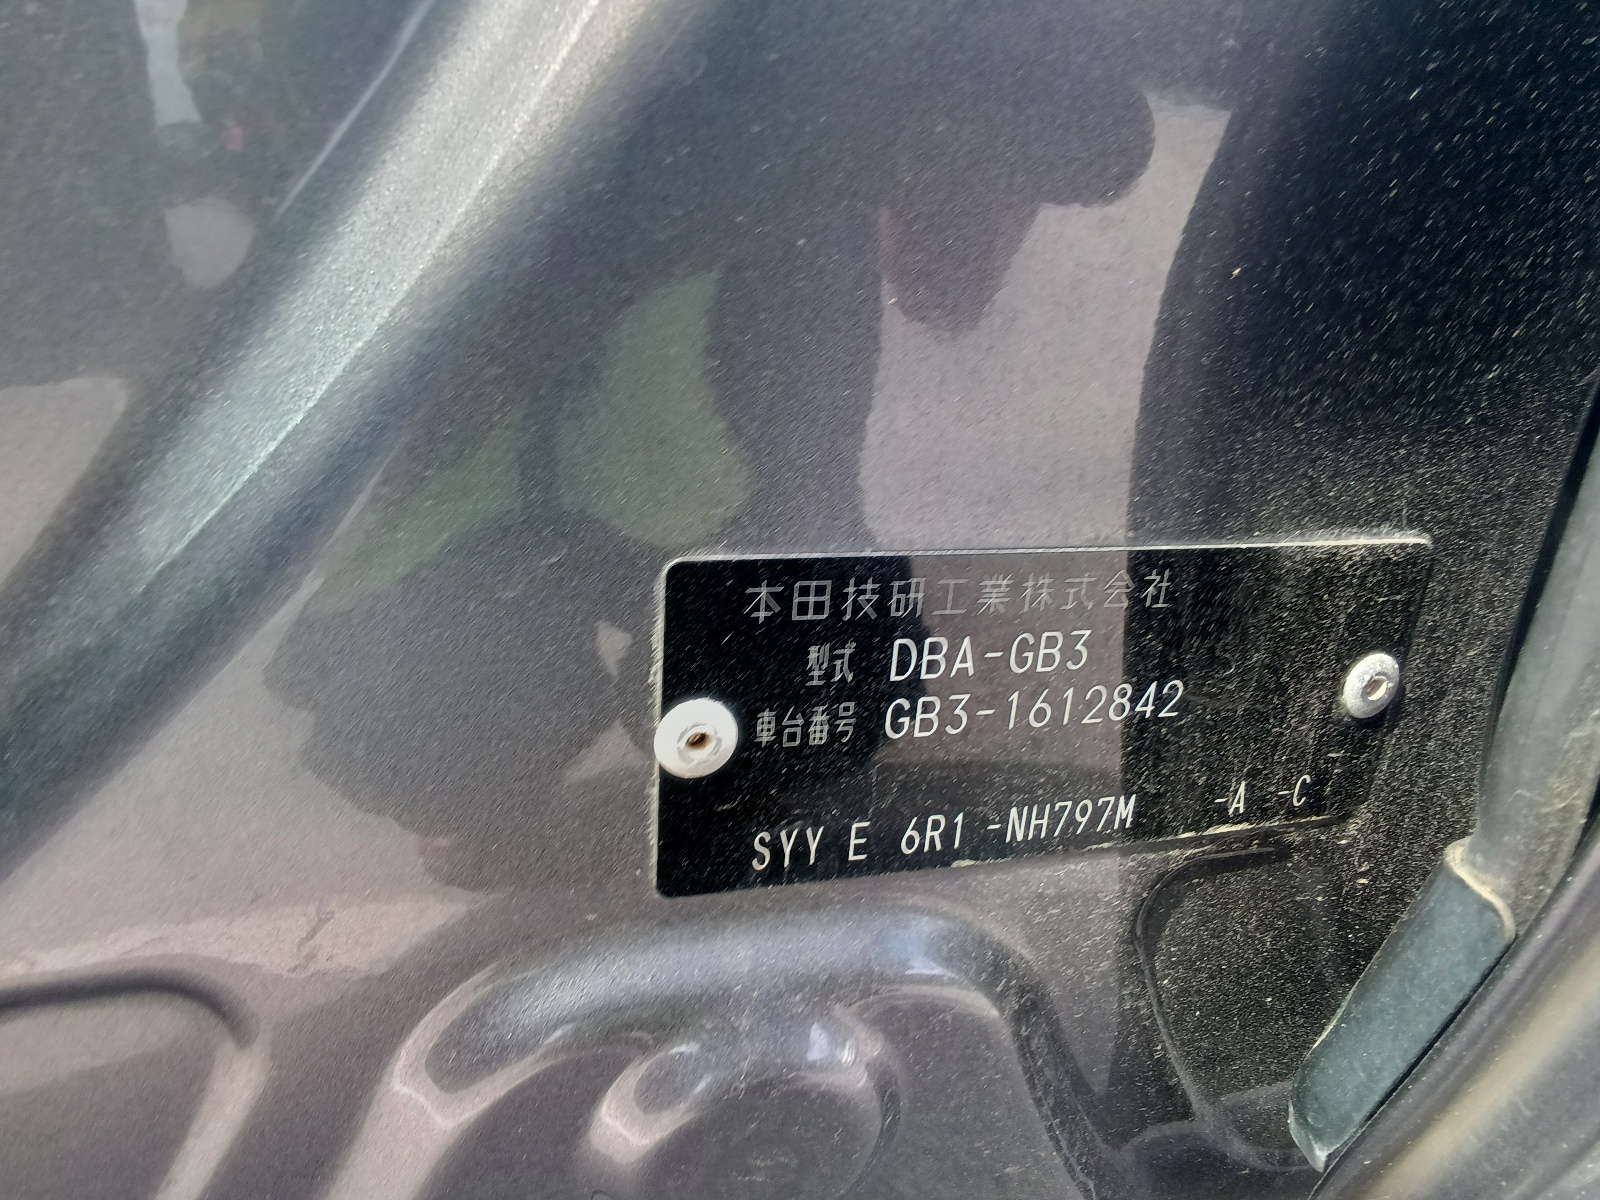 本田技研工業株式会社
型式 DBA-GB3
車台番号 GB3-1612842
SYY E 6R1 -NH797M -A -C